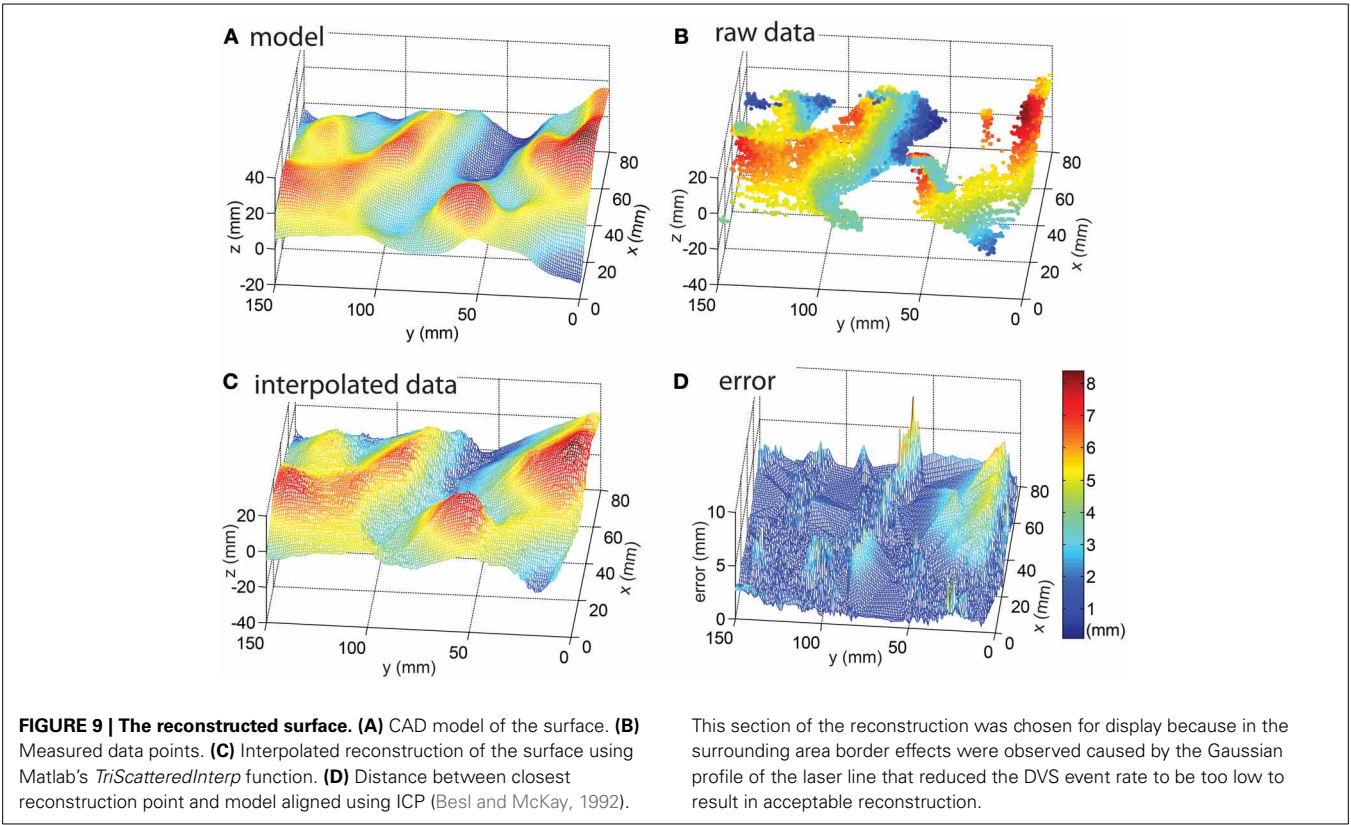 A model
40
20
0
-20
z (mm)
150
100
50
0
y (mm)
0
20
40
60
80
x (mm)
B raw data
20
0
-20
-40
z (mm)
150
100
50
0
y (mm)
0
20
40
60
80
x (mm)
C interpolated data
20
0
-20
-40
z (mm)
150
100
50
0
y (mm)
0
20
40
60
80
x (mm)
D error
10
5
0
error (mm)
150
100
50
0
y (mm)
0
20
40
60
80
x (mm)
8
7
6
5
4
3
2
1
(mm)
FIGURE 9 | The reconstructed surface. (A) CAD model of the surface. (B)
Measured data points. (C) Interpolated reconstruction of the surface using
Matlab's TriScatteredInterp function. (D) Distance between closest
reconstruction point and model aligned using ICP (Besl and McKay, 1992).
This section of the reconstruction was chosen for display because in the
surrounding area border effects were observed caused by the Gaussian
profile of the laser line that reduced the DVS event rate to be too low to
result in acceptable reconstruction.